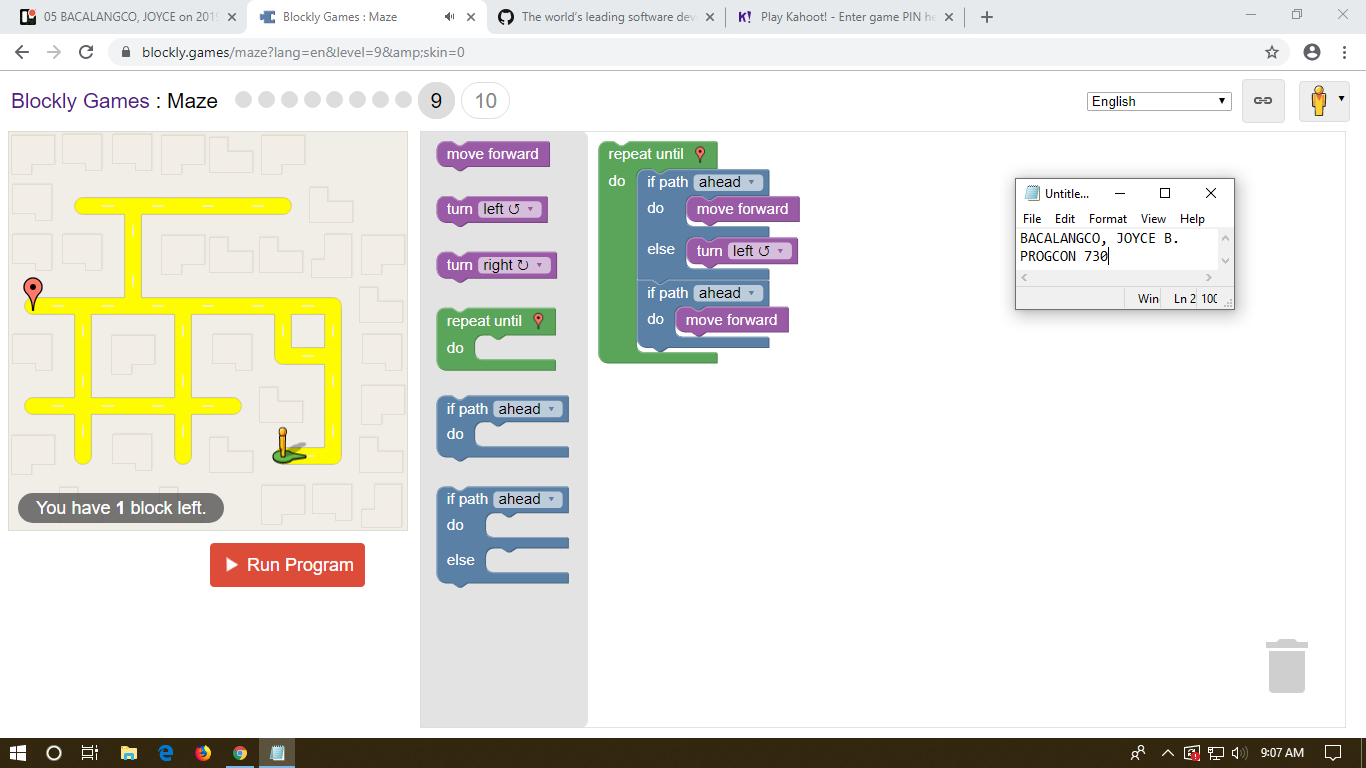 05 BACALANGCO, JOYCE on 2019
Blockly Games : Maze
The world's leading software dev
Play Kahoot! - Enter game PIN he
blockly.games/maze?lang=en&level=9&amp;skin=0
Blockly Games : Maze
9
10
English
move forward
turn left
turn right
repeat until
do
if path ahead
do
if path ahead
do
else
repeat until
do
if path ahead
do
move forward
else
turn left
if path ahead
do
move forward
You have 1 block left.
Run Program
Untitle...
File Edit Format View Help
BACALANGCO, JOYCE B.
PROGCON 730
Win Ln 2 100
9:07 AM